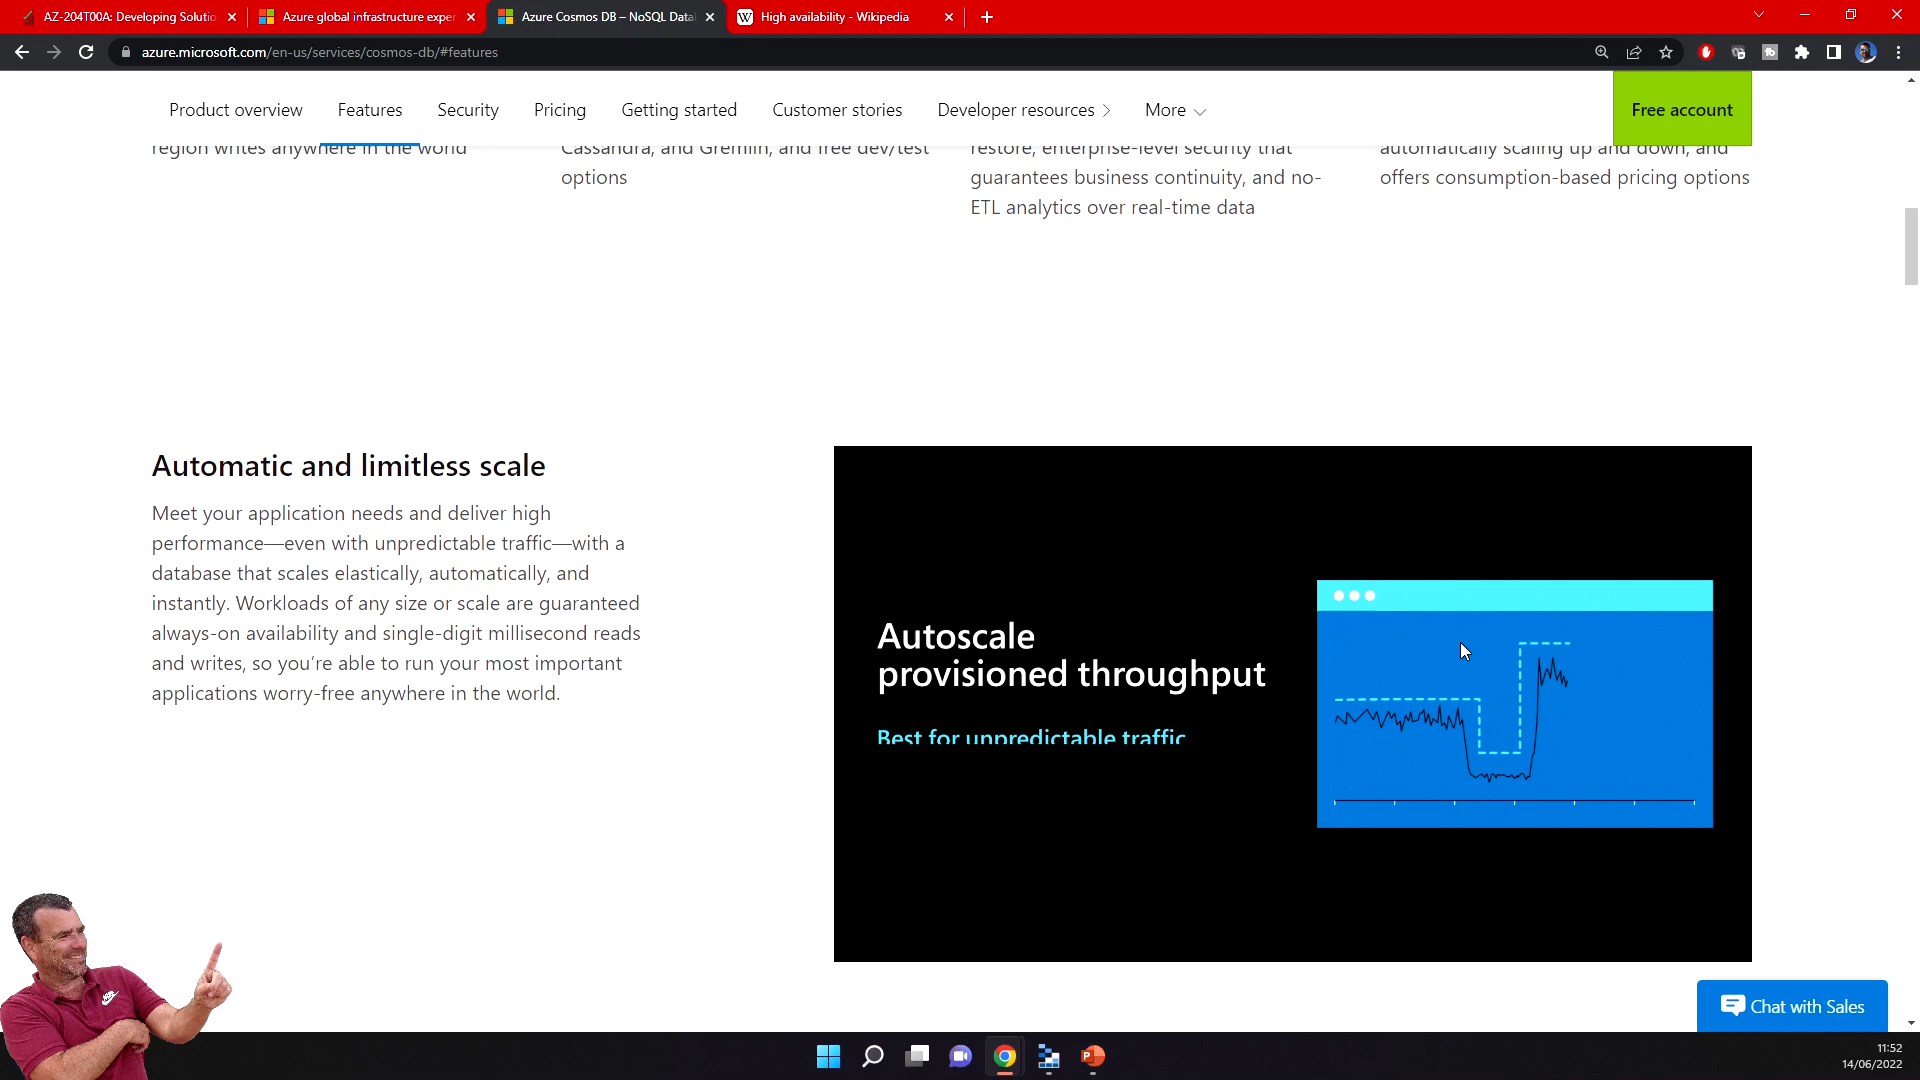 AZ-204T00A: Developing Solutio
Azure global infrastructure exper
Azure Cosmos DB – NoSQL Data
High availability - Wikipedia
azure.microsoft.com/en-us/services/cosmos-db/#features
Product overview
Features
Security
Pricing
Getting started
Customer stories
Developer resources
More
Free account
region writes anywhere in the world
Cassandra, and Gremlin, and free dev/test
options
restore, enterprise-level security that
guarantees business continuity, and no-
ETL analytics over real-time data
automatically scaling up and down, and
offers consumption-based pricing options
Automatic and limitless scale
Meet your application needs and deliver high
performance—even with unpredictable traffic—with a
database that scales elastically, automatically, and
instantly. Workloads of any size or scale are guaranteed
always-on availability and single-digit millisecond reads
and writes, so you're able to run your most important
applications worry-free anywhere in the world.
Autoscale
provisioned throughput
Best for unpredictable traffic
Chat with Sales
11:52
14/06/2022